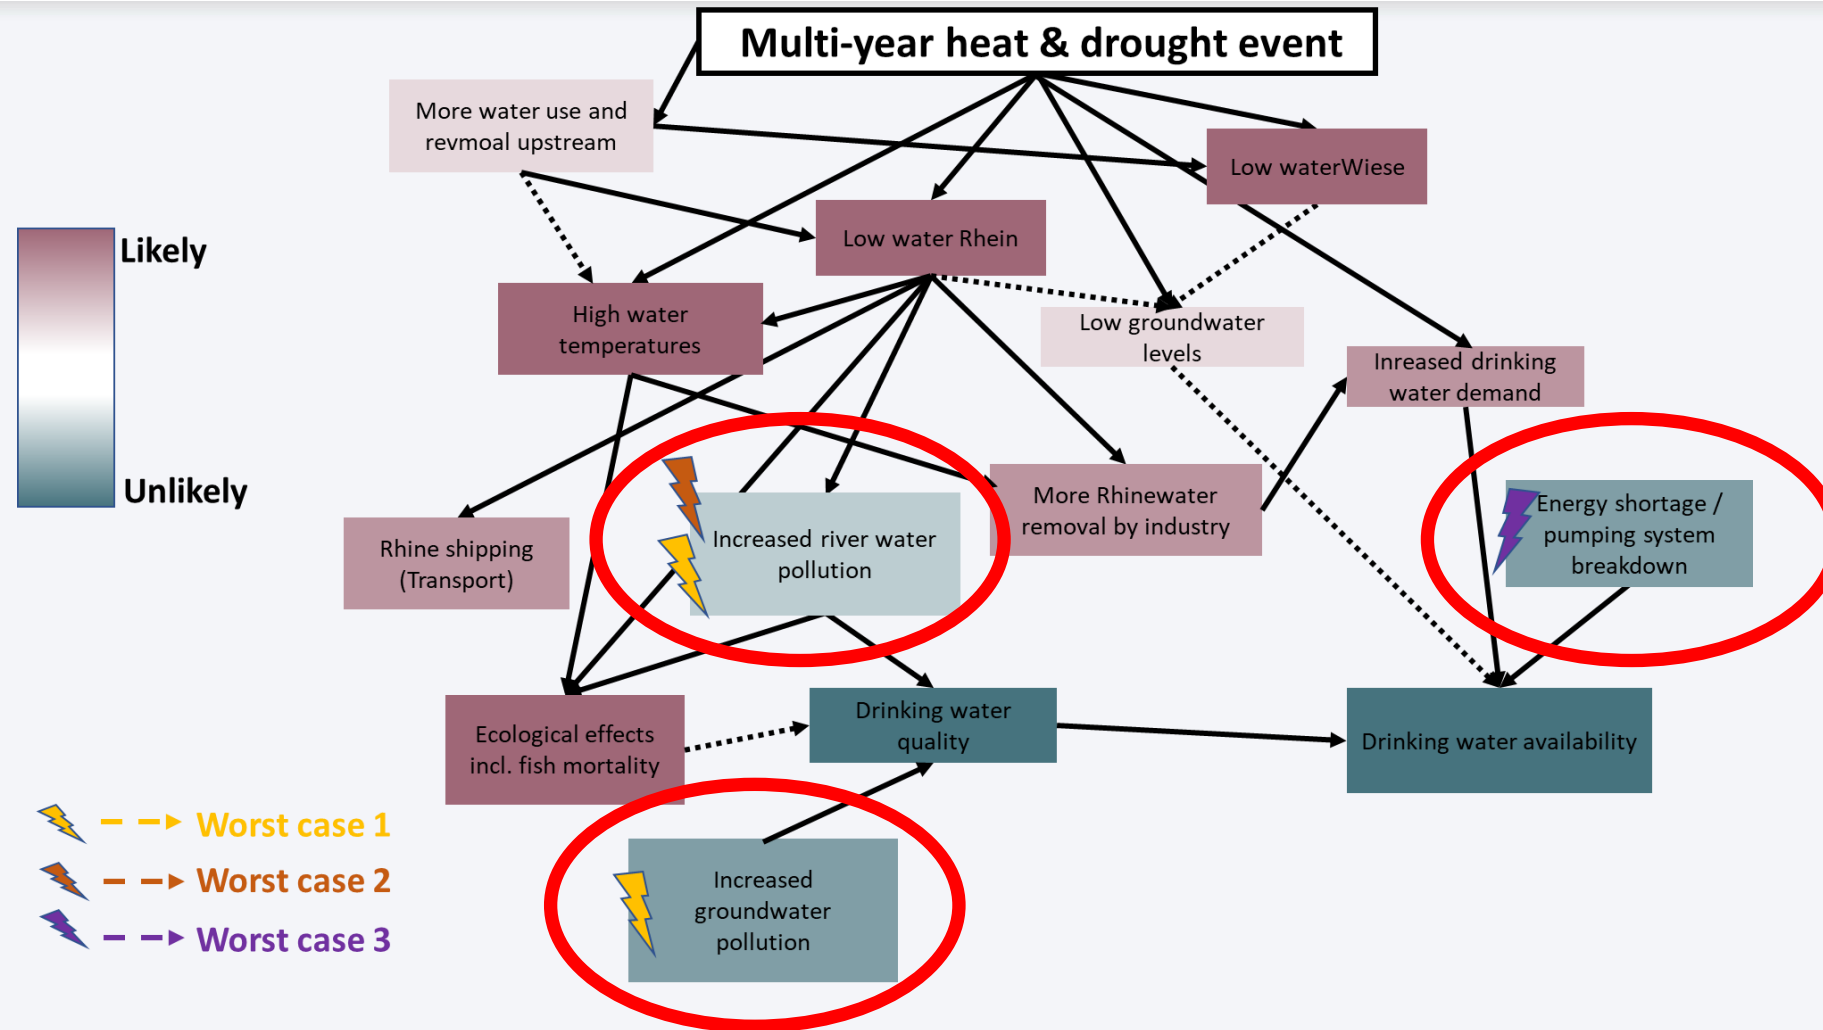 Multi-year heat & drought event
More water use and
revmoal upstream
Low waterWiese
Low water Rhein
Likely
High water
temperatures
Low groundwater
levels
Inreased drinking
water demand
Unlikely
More Rhinewater
removal by industry
Energy shortage /
pumping system
breakdown
Rhine shipping
(Transport)
Increased river water
pollution
Ecological effects
incl. fish mortality
Drinking water
quality
Drinking water availability
Worst case 1
Worst case 2
Worst case 3
Increased
groundwater
pollution